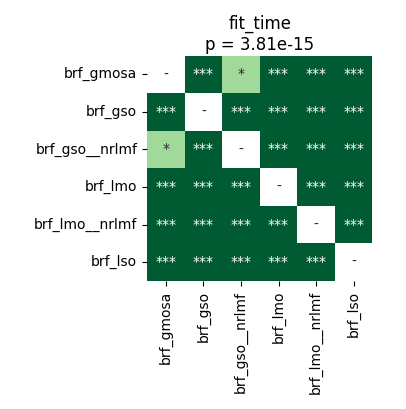 fit_time
p = 3.81e-15
brf_gmosa - *** * *** *** ***
brf_gso *** - *** *** *** ***
brf_gso__nrlmf * *** - *** *** ***
brf_lmo *** *** *** - *** ***
brf_lmo__nrlmf *** *** *** *** - ***
brf_lso *** *** *** *** *** -
brf_gmosa
brf_gso
brf_gso__nrlmf
brf_lmo
brf_lmo__nrlmf
brf_lso